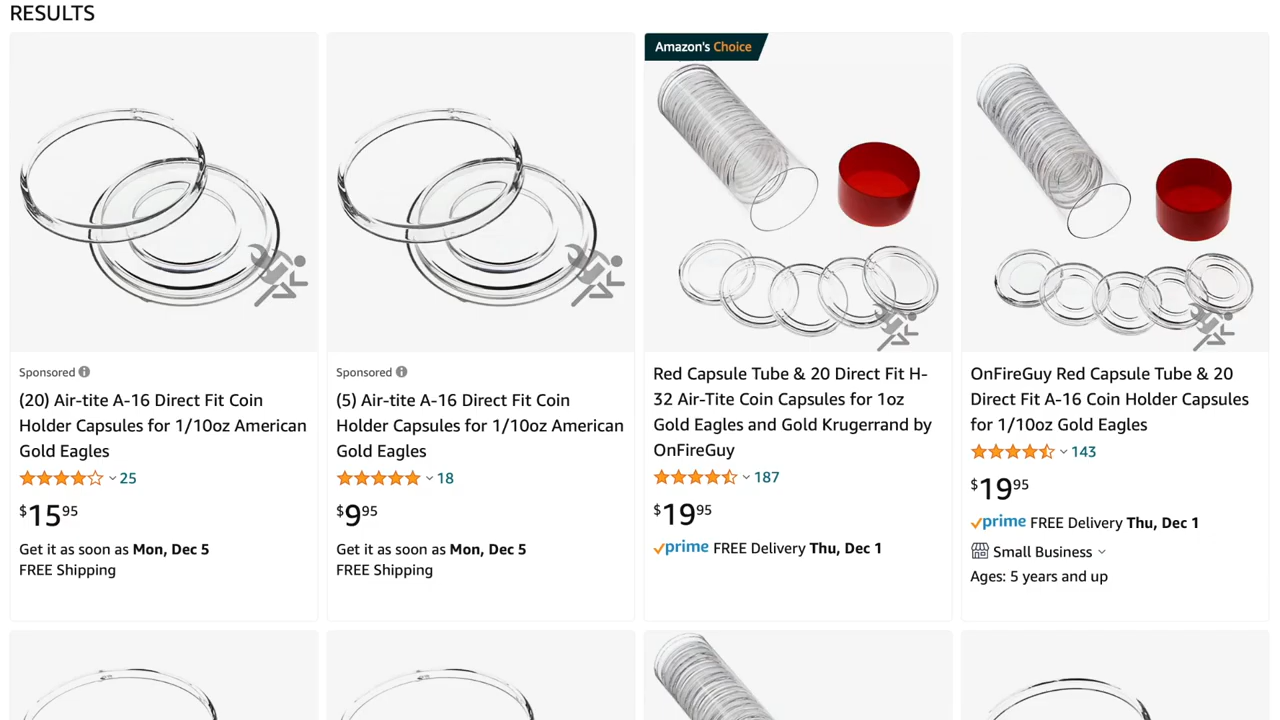 RESULTS
Amazon's Choice
Sponsored
(20) Air-tite A-16 Direct Fit Coin
Holder Capsules for 1/10oz American
Gold Eagles
25
$15 95
Get it as soon as Mon, Dec 5
FREE Shipping
Sponsored
(5) Air-tite A-16 Direct Fit Coin
Holder Capsules for 1/10oz American
Gold Eagles
18
$9 95
Get it as soon as Mon, Dec 5
FREE Shipping
Red Capsule Tube & 20 Direct Fit H-
32 Air-Tite Coin Capsules for 1oz
Gold Eagles and Gold Krugerrand by
OnFireGuy
187
$19 95
prime FREE Delivery Thu, Dec 1
OnFireGuy Red Capsule Tube & 20
Direct Fit A-16 Coin Holder Capsules
for 1/10oz Gold Eagles
143
$19 95
prime FREE Delivery Thu, Dec 1
Small Business
Ages: 5 years and up